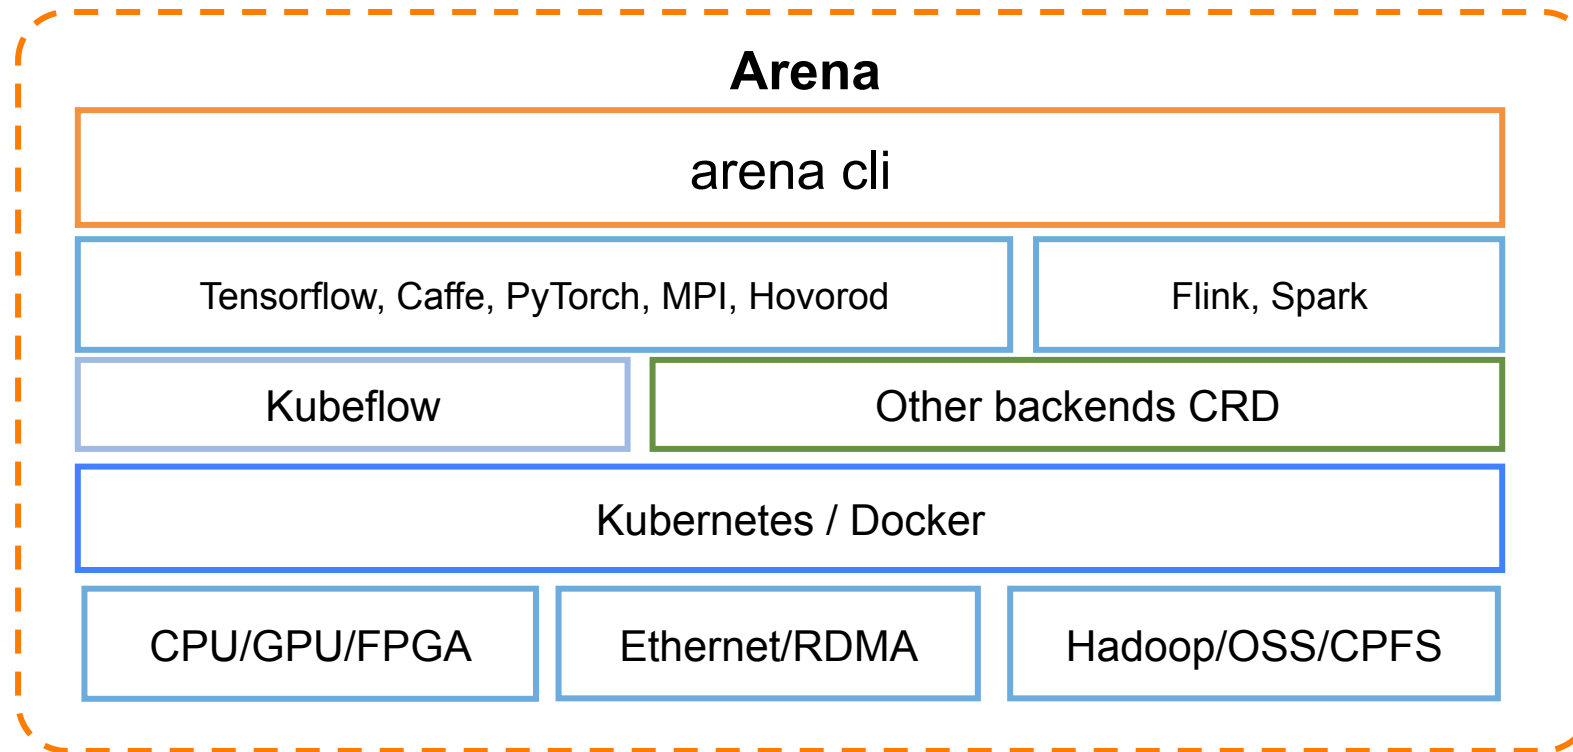 Arena
arena cli
Tensorflow, Caffe, PyTorch, MPI, Hovorod
Flink, Spark
Kubeflow
Other backends CRD
Kubernetes / Docker
CPU/GPU/FPGA
Ethernet/RDMA
Hadoop/OSS/CPFS